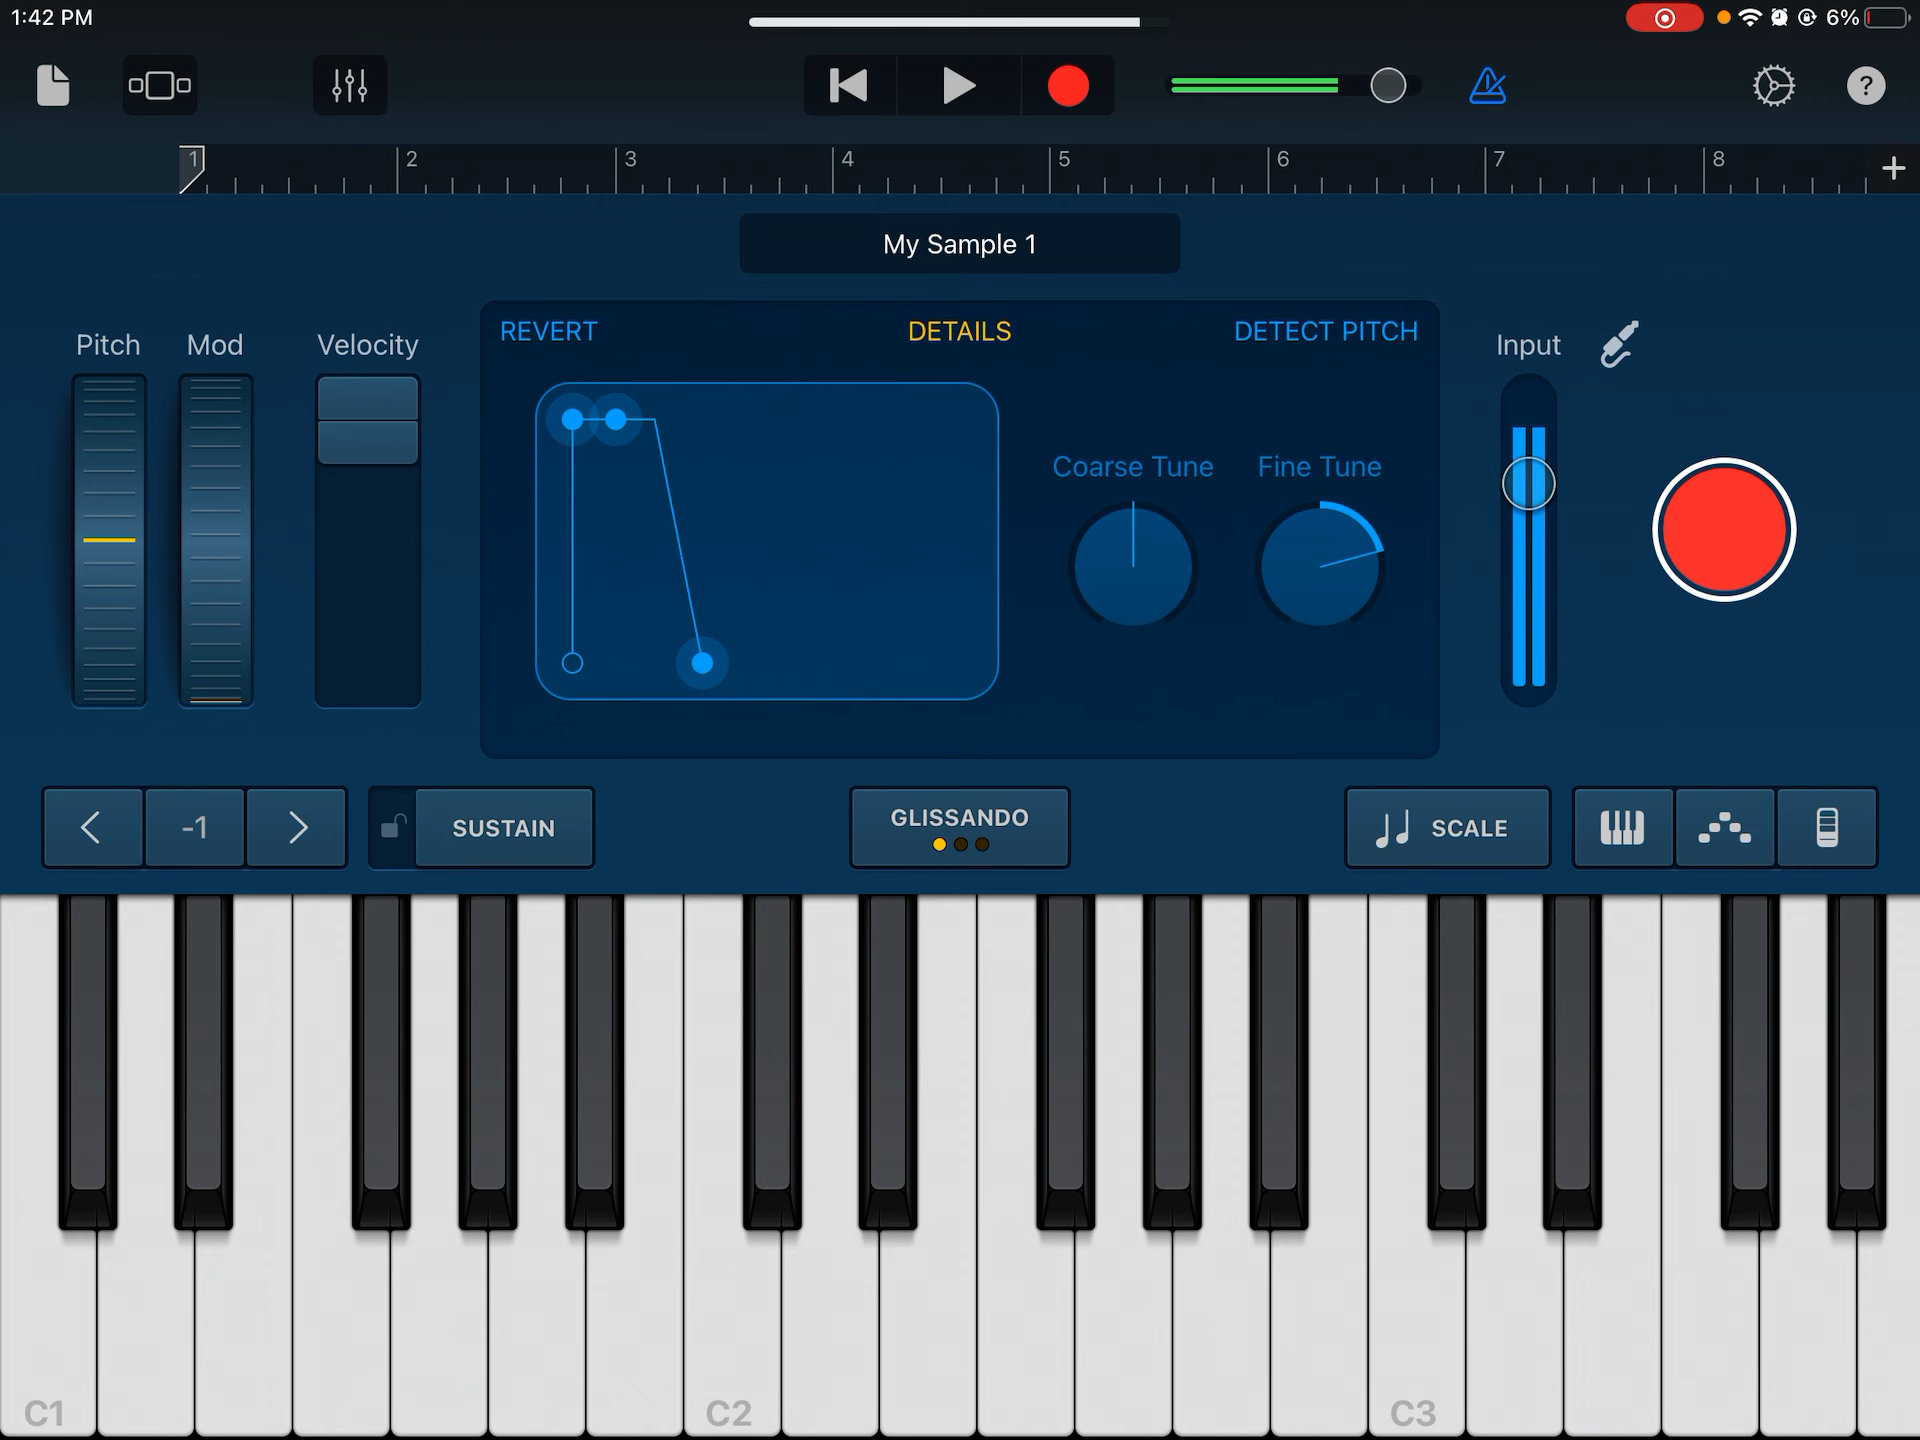 1:42 PM
6%
?
1 2 3 4 5 6 7 8 +
My Sample 1
REVERT DETAILS DETECT PITCH
Pitch Mod Velocity
Input
Coarse Tune Fine Tune
-1
SUSTAIN
GLISSANDO
SCALE
C1 C2 C3